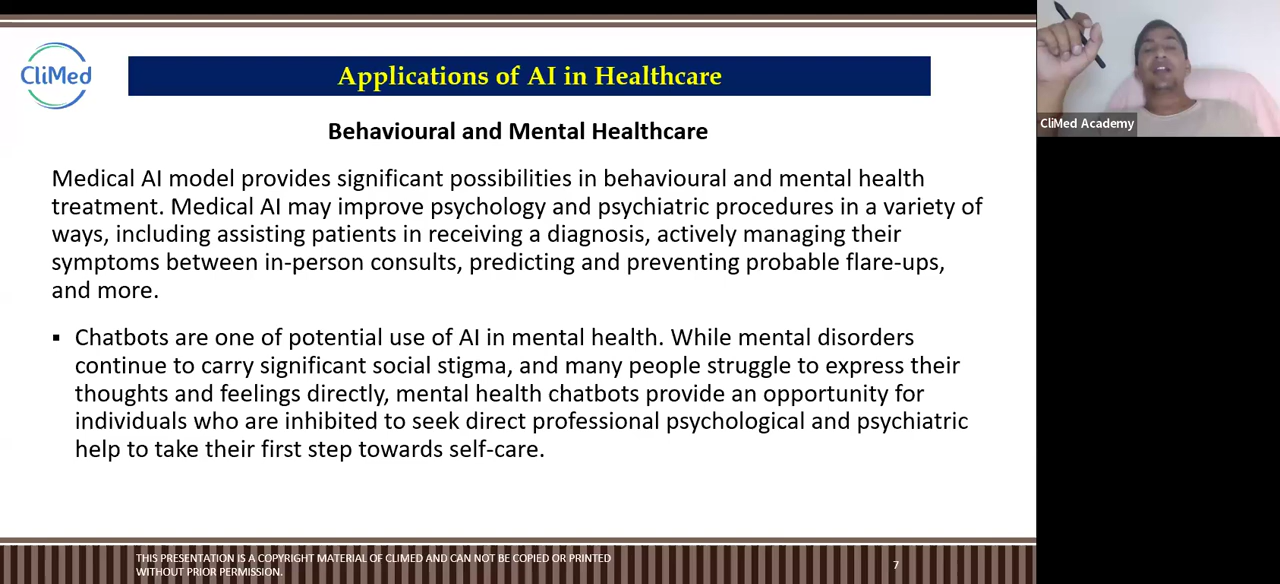 CliMed
Applications of AI in Healthcare
CliMed Academy
Behavioural and Mental Healthcare
Medical AI model provides significant possibilities in behavioural and mental health
treatment. Medical AI may improve psychology and psychiatric procedures in a variety of
ways, including assisting patients in receiving a diagnosis, actively managing their
symptoms between in-person consults, predicting and preventing probable flare-ups,
and more.
▪ Chatbots are one of potential use of AI in mental health. While mental disorders
continue to carry significant social stigma, and many people struggle to express their
thoughts and feelings directly, mental health chatbots provide an opportunity for
individuals who are inhibited to seek direct professional psychological and psychiatric
help to take their first step towards self-care.
THIS PRESENTATION IS A COPYRIGHT MATERIAL OF CLIMED AND CAN NOT BE COPIED OR PRINTED
WITHOUT PRIOR PERMISSION.
7